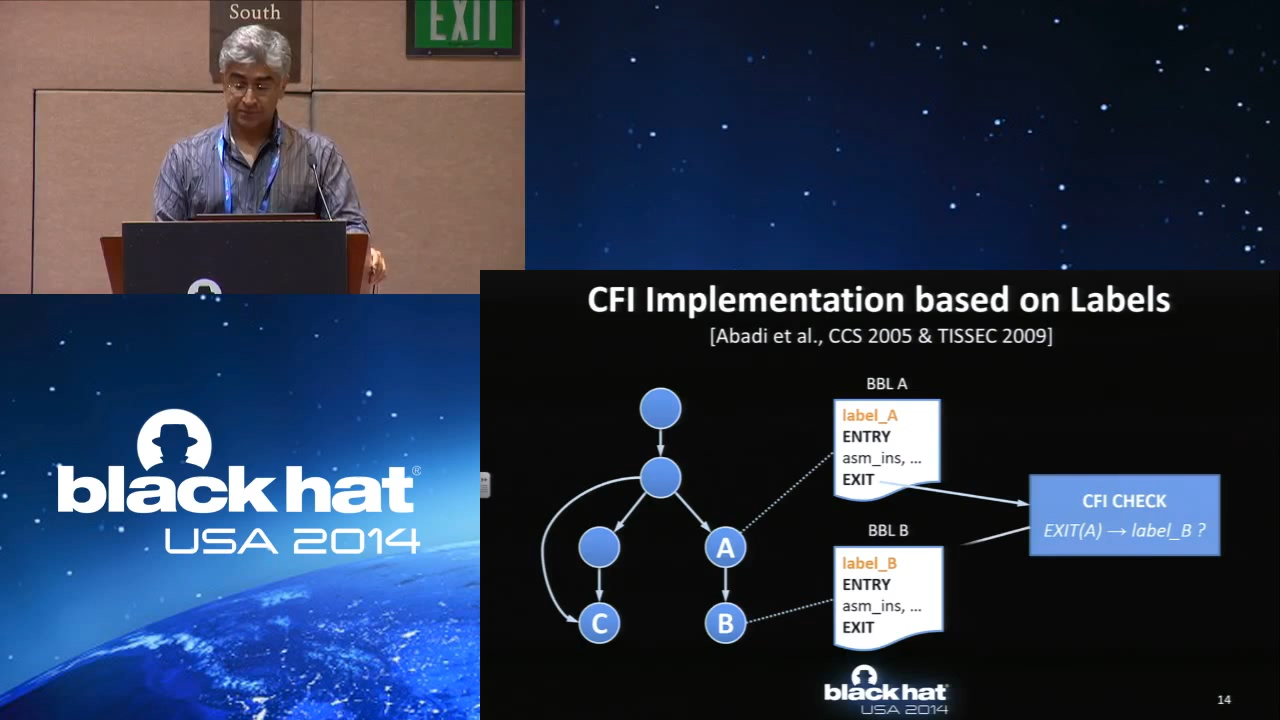 South
EXIT
CFI Implementation based on Labels
[Abadi et al., CCS 2005 & TISSEC 2009]
BBL A
label_A
ENTRY
asm_ins, ...
EXIT
CFI CHECK
EXIT(A) → label_B ?
BBL B
label_B
ENTRY
asm_ins, ...
EXIT
A
C
B
black hat®
USA 2014
black hat
USA 2014
14